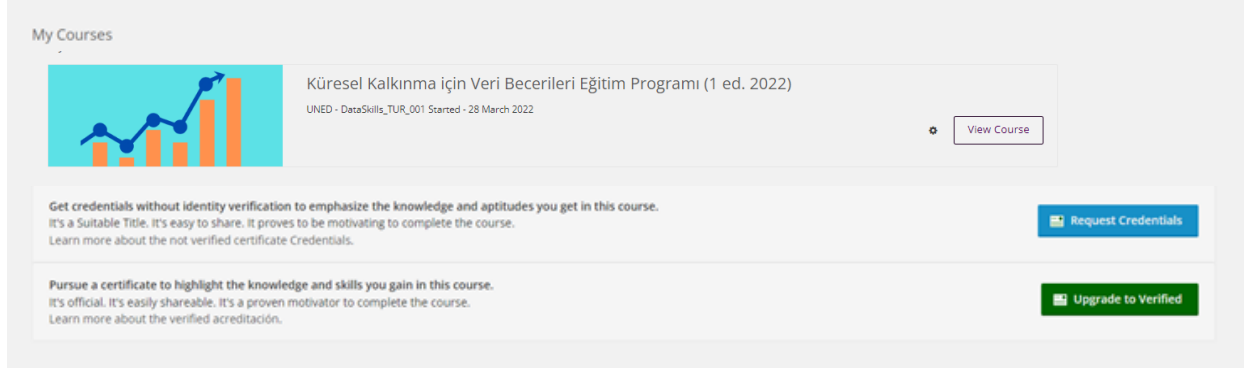 My Courses
Küresel Kalkınma için Veri Becerileri Eğitim Programı (1 ed. 2022)
UNED - DataSkills_TUR_001 Started - 28 March 2022
View Course
Get credentials without identity verification to emphasize the knowledge and aptitudes you get in this course.
It's a Suitable Title. It's easy to share. It proves to be motivating to complete the course.
Learn more about the not verified certificate Credentials.
Request Credentials
Pursue a certificate to highlight the knowledge and skills you gain in this course.
It's official. It's easily shareable. It's a proven motivator to complete the course.
Learn more about the verified acreditación.
Upgrade to Verified